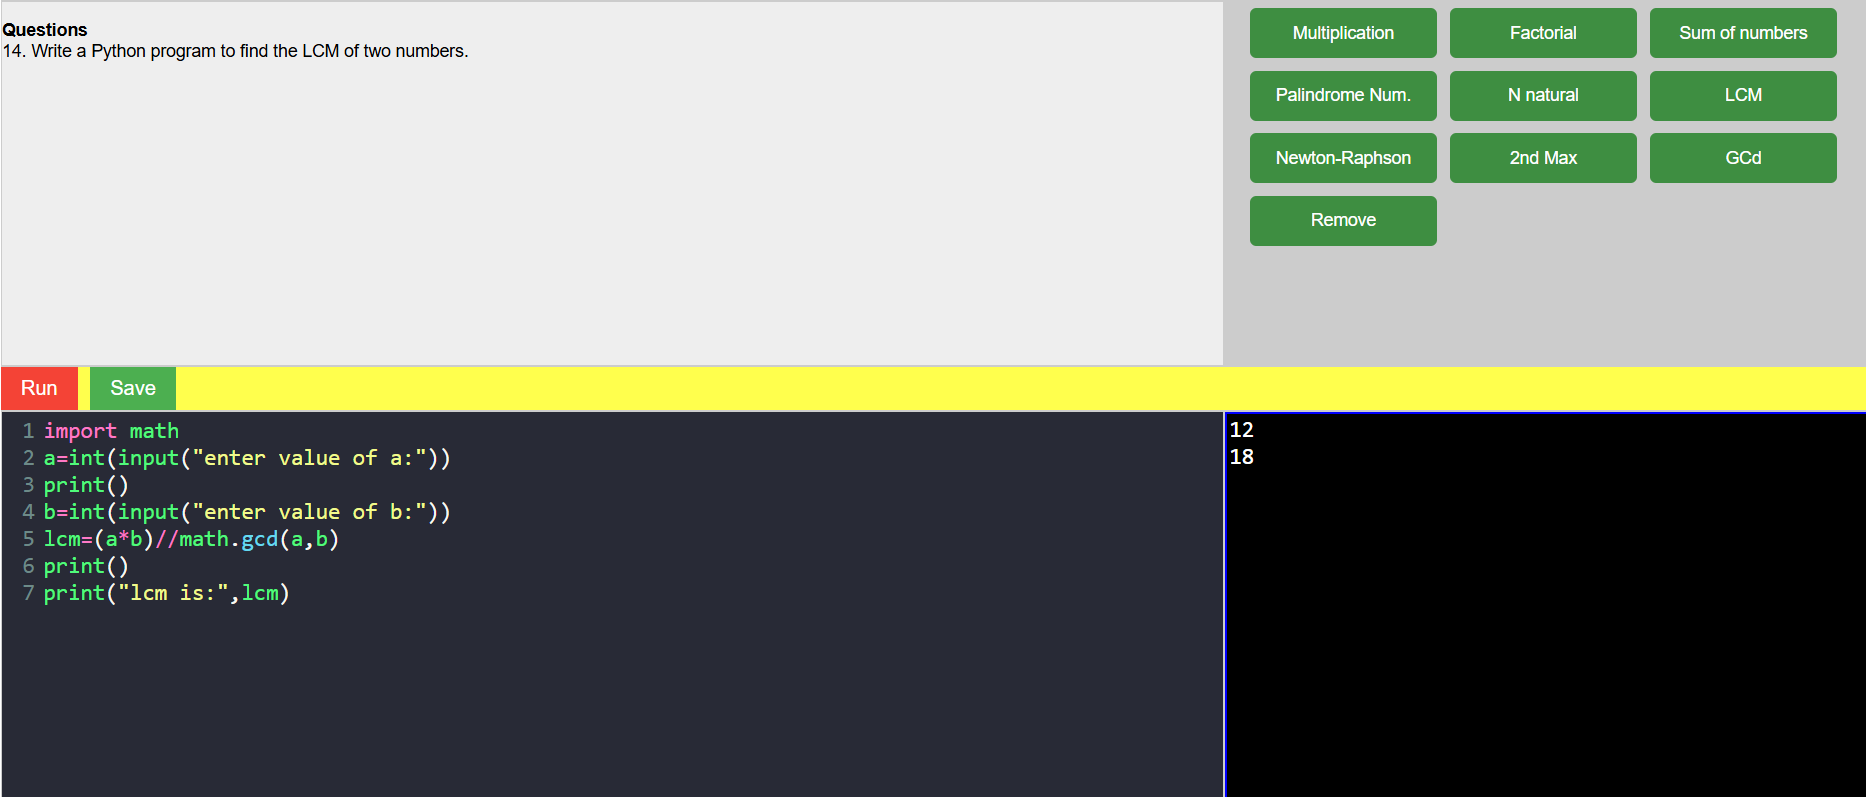 Questions
14. Write a Python program to find the LCM of two numbers.
Multiplication
Factorial
Sum of numbers
Palindrome Num.
N natural
LCM
Newton-Raphson
2nd Max
GCd
Remove
Run
Save
1 import math
2 a=int(input("enter value of a:"))
3 print()
4 b=int(input("enter value of b:"))
5 lcm=(a*b)//math.gcd(a,b)
6 print()
7 print("lcm is:",lcm)
12
18